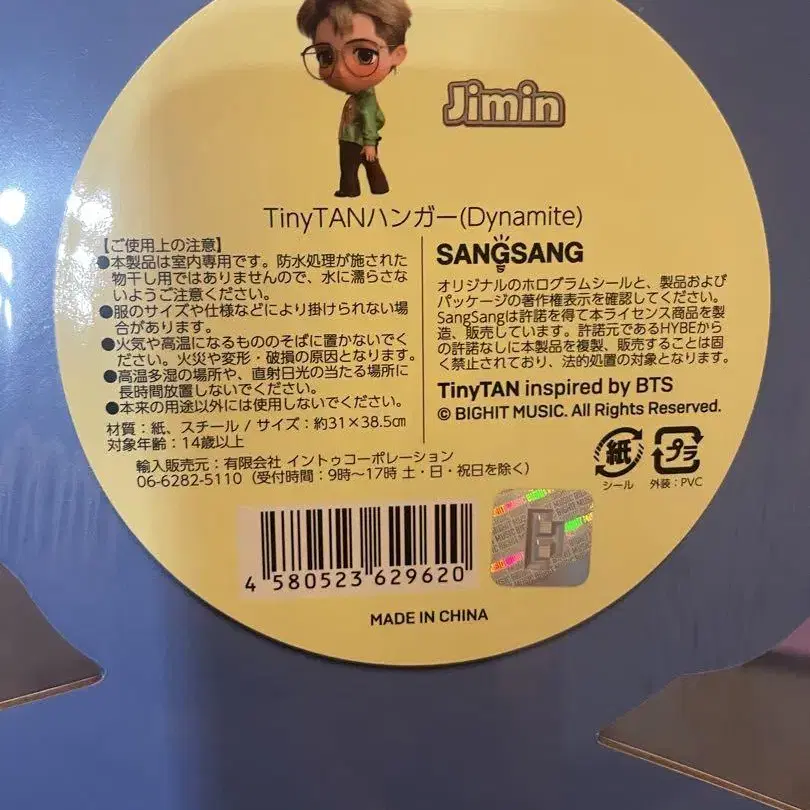 Jimin
TinyTANハンガー(Dynamite)
【ご使用上の注意】
●本製品は室内専用です。防水処理が施された
物干し用ではありませんので、水に濡らさな
いようご注意ください。
●服のサイズや仕様などにより掛けられない場
合があります。
●火気や高温になるもののそばに置かないでく
ださい。火災や変形・破損の原因となります。
●高温多湿の場所や、直射日光の当たる場所に
長時間放置しないでください。
●本来の用途以外には使用しないでください。
材質：紙、スチール / サイズ：約31×38.5㎝
対象年齢：14歳以上
SANGSANG
オリジナルのホログラムシールと、製品および
パッケージの著作権表示を確認してください。
SangSangは許諾を得て本ライセンス商品を製
造、販売しています。許諾元であるHYBEから
の許諾なしに本製品を複製、販売することは固
く禁止されており、法的処置の対象となります。
TinyTAN inspired by BTS
© BIGHIT MUSIC. All Rights Reserved.
紙
シール
プラ
外装：PVC
輸入販売元：有限会社 イントゥコーポレーション
06-6282-5110（受付時間：9時～17時 土・日・祝日を除く）
4 580523 629620
BIGHIT MUSIC
MADE IN CHINA